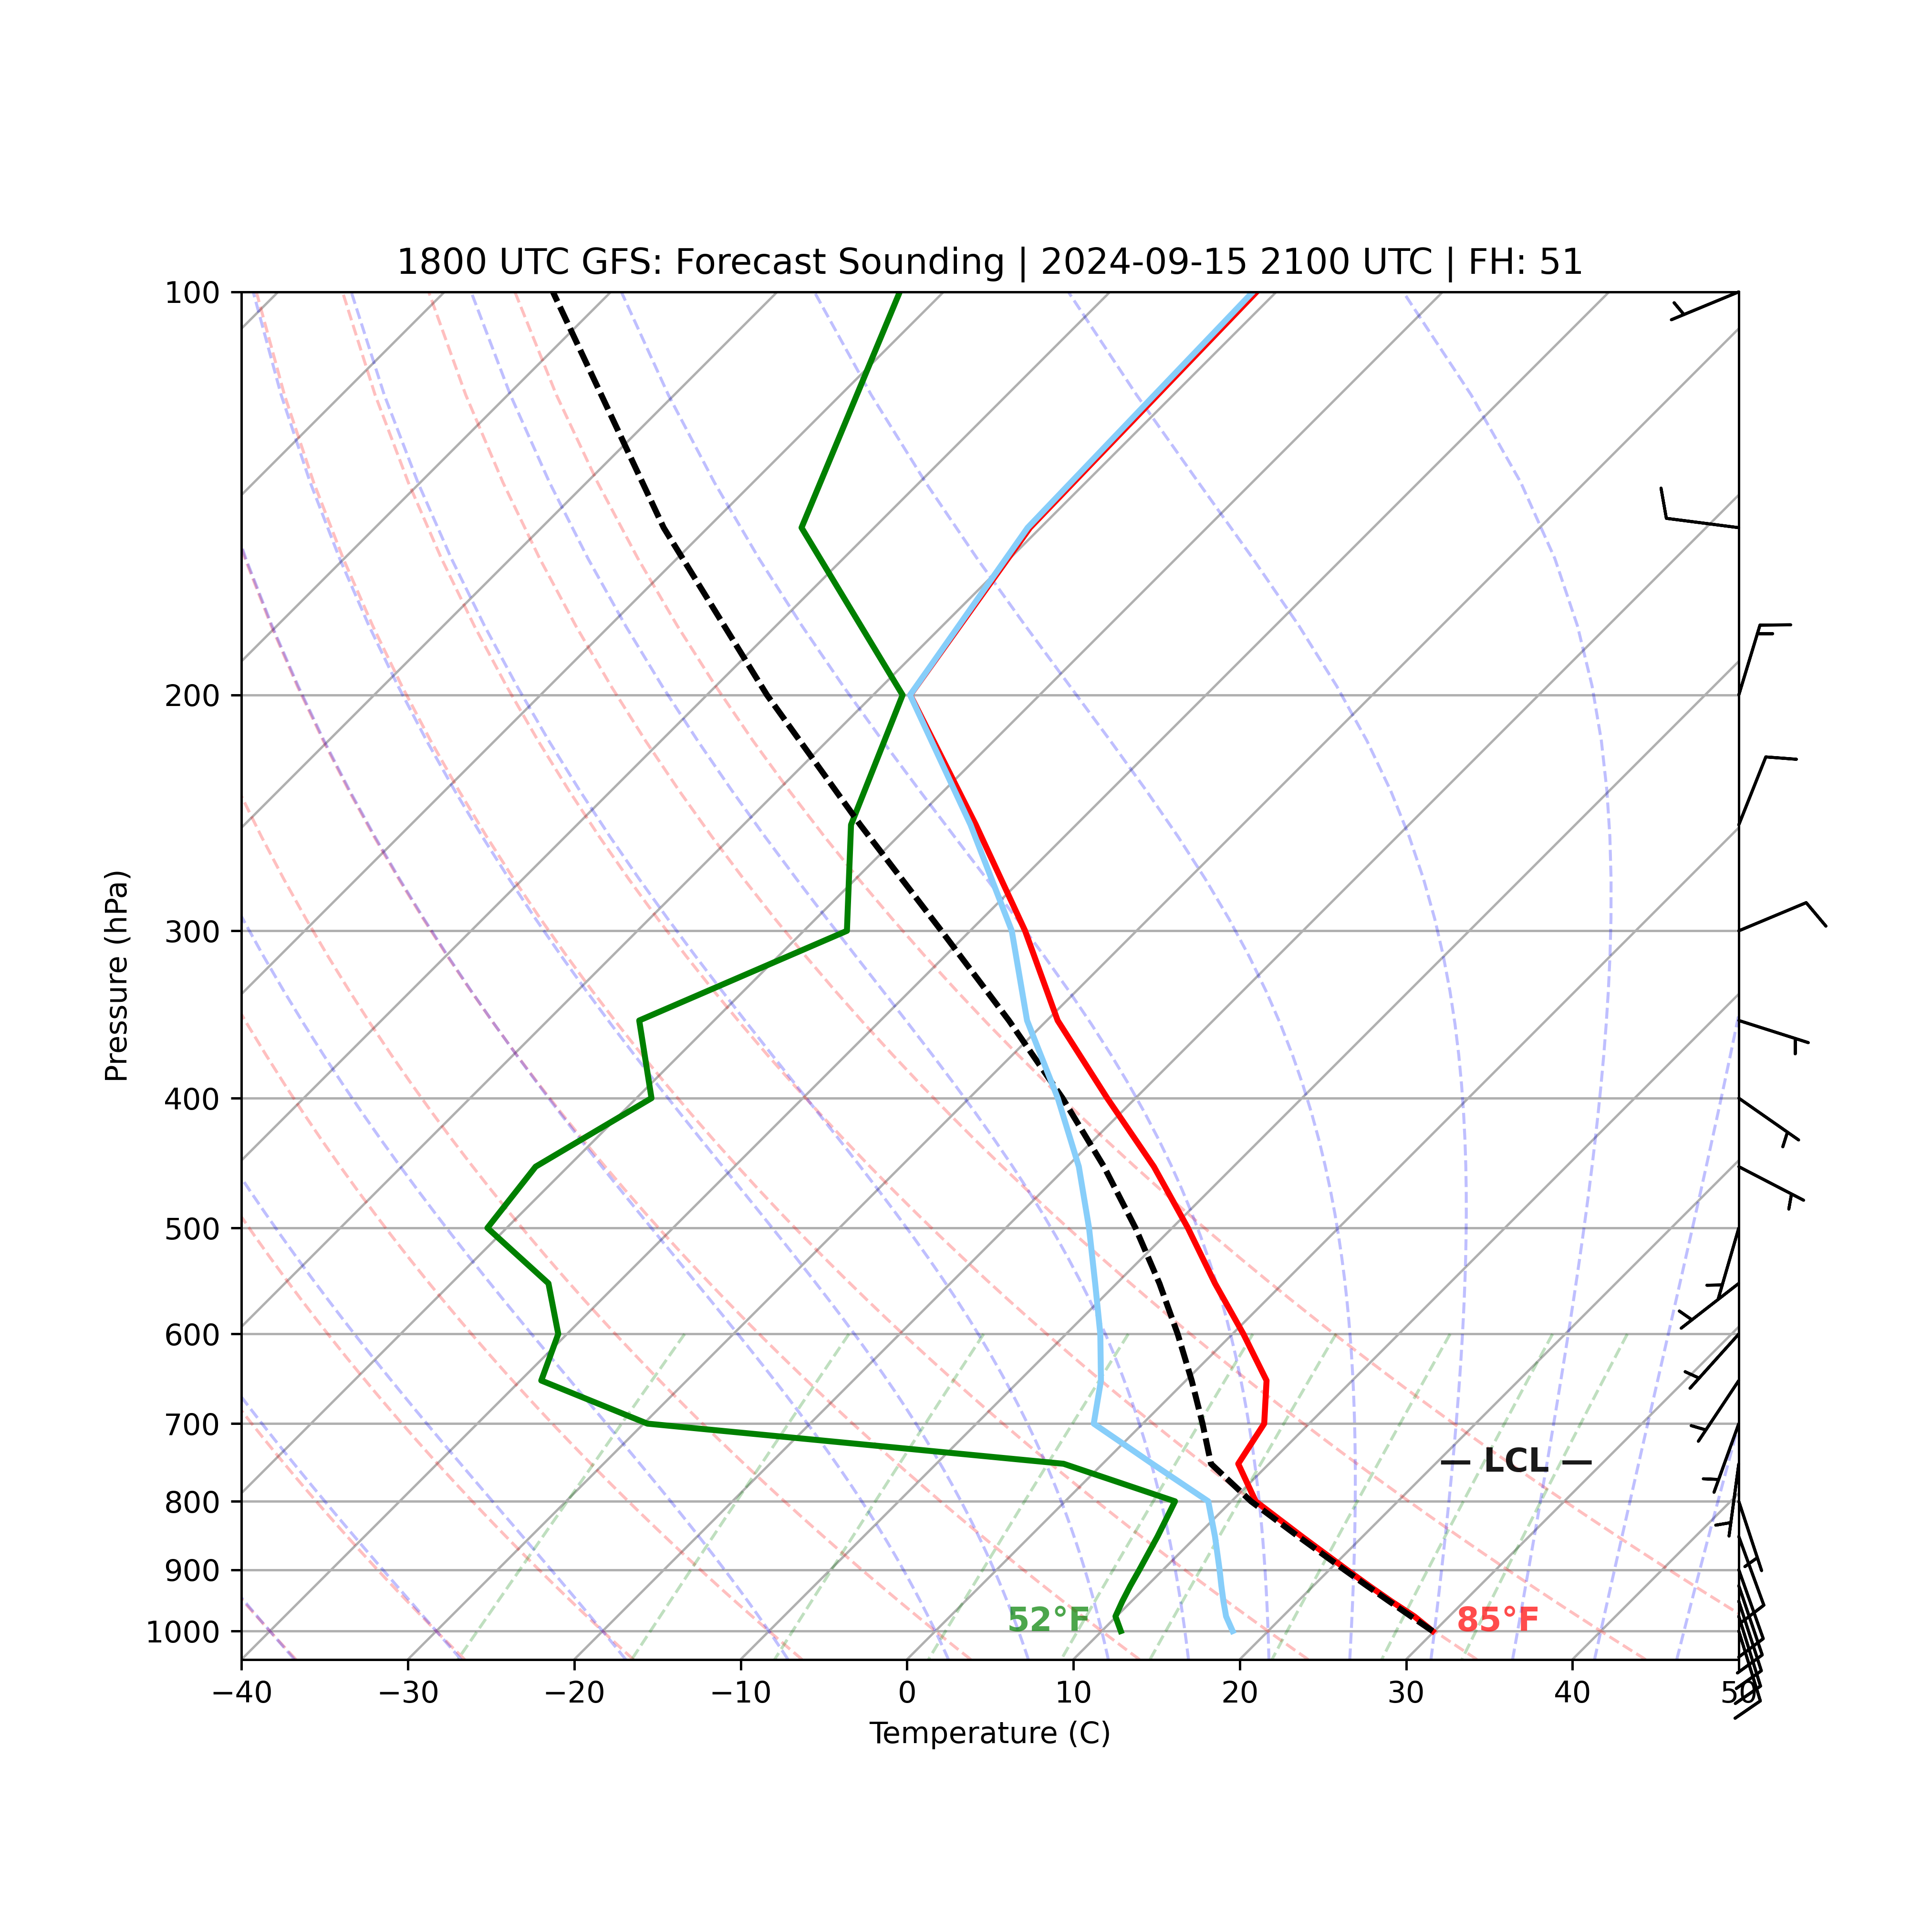 1800 UTC GFS: Forecast Sounding | 2024-09-15 2100 UTC | FH: 51
100
200
300
400
500
600
700
800
900
1000
Pressure (hPa)
— LCL —
52°F
85°F
−40 −30 −20 −10 0 10 20 30 40 50
Temperature (C)